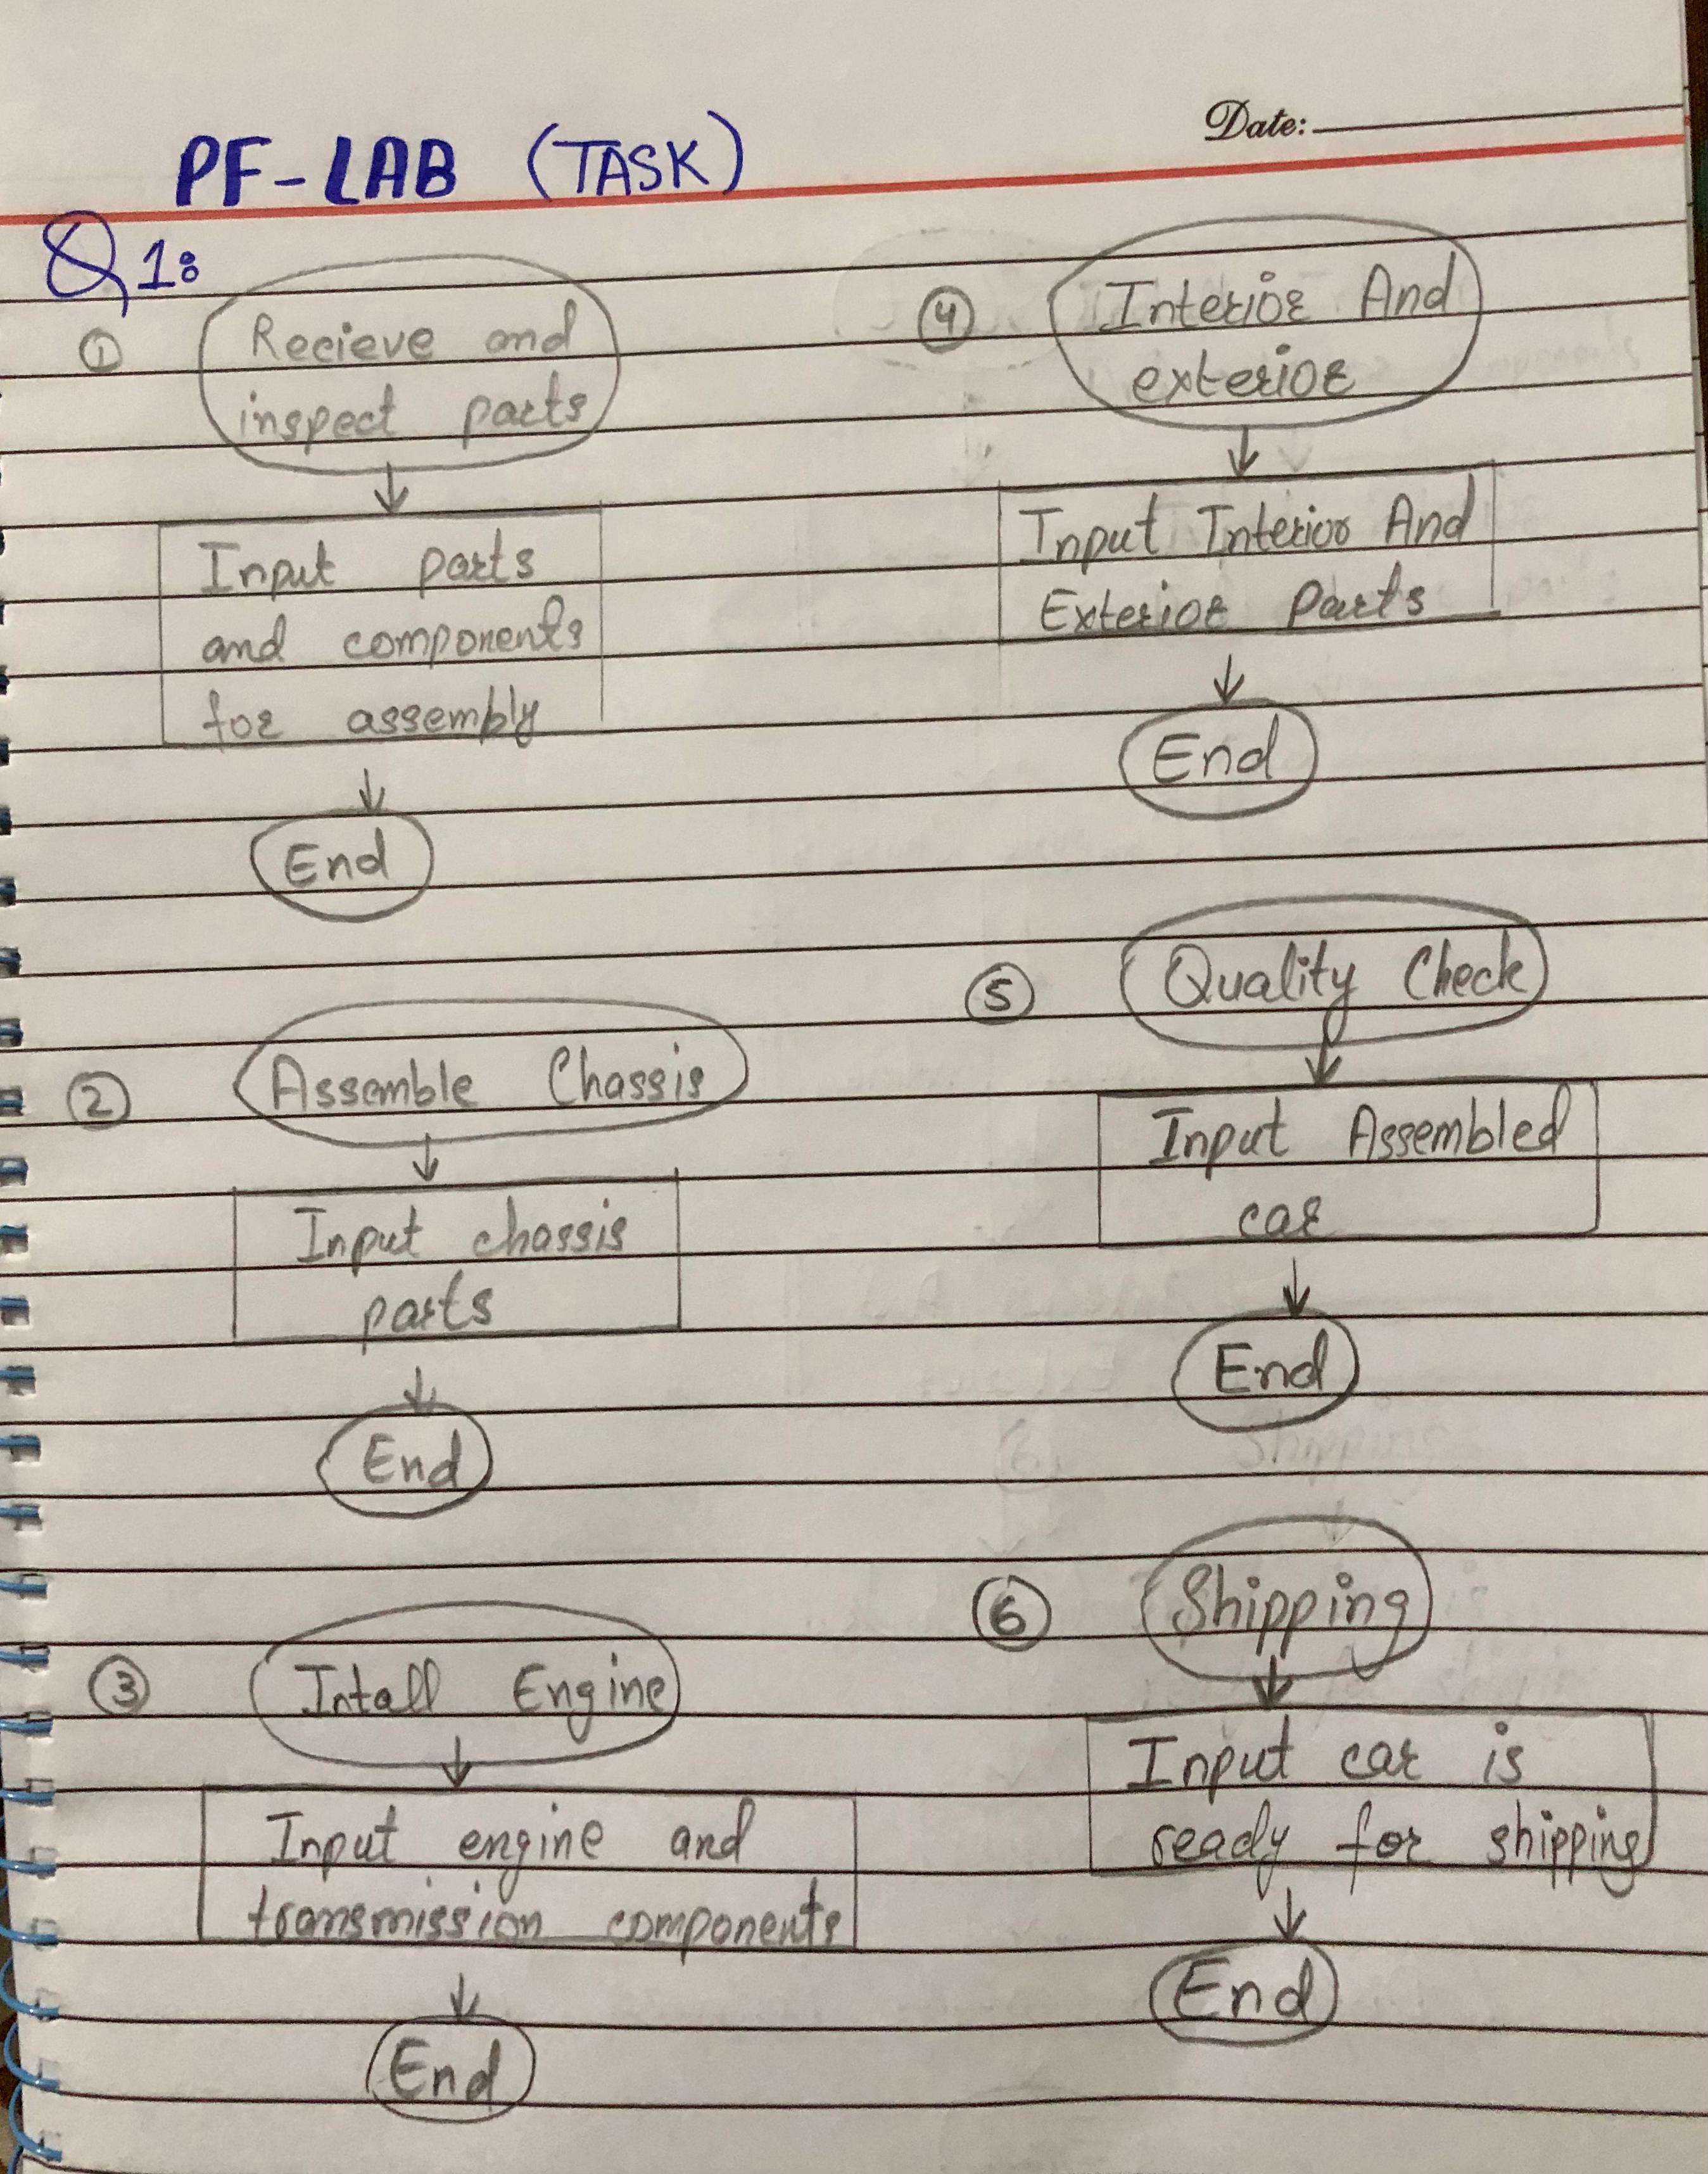 Date:
PF-LAB (TASK)
Q1:
①
Recieve and
inspect parts
Input parts
and components
for assembly
End
②
Assemble Chassis
Input chassis
parts
End
③
Intall Engine
Input engine and
transmission components
End
④
Interior And
exterior
Input Interior And
Exterior Parts
End
⑤
Quality Check
Input Assembled
car
End
⑥
Shipping
Input car is
ready for shipping
End